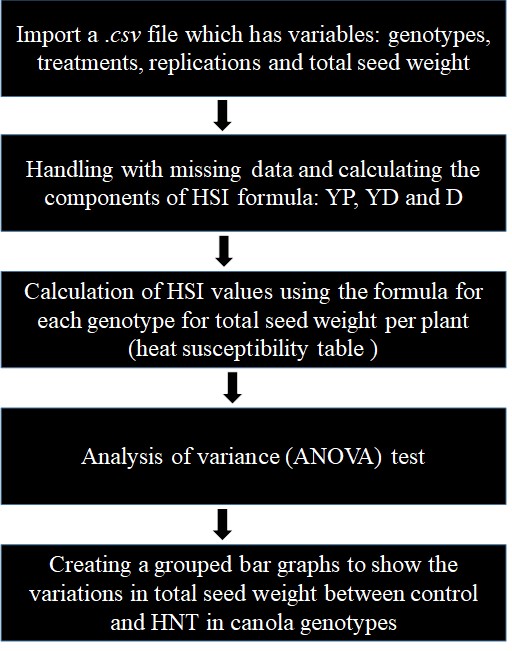 Import a .csv file which has variables: genotypes,
treatments, replications and total seed weight
Handling with missing data and calculating the
components of HSI formula: YP, YD and D
Calculation of HSI values using the formula for
each genotype for total seed weight per plant
(heat susceptibility table )
Analysis of variance (ANOVA) test
Creating a grouped bar graphs to show the
variations in total seed weight between control
and HNT in canola genotypes